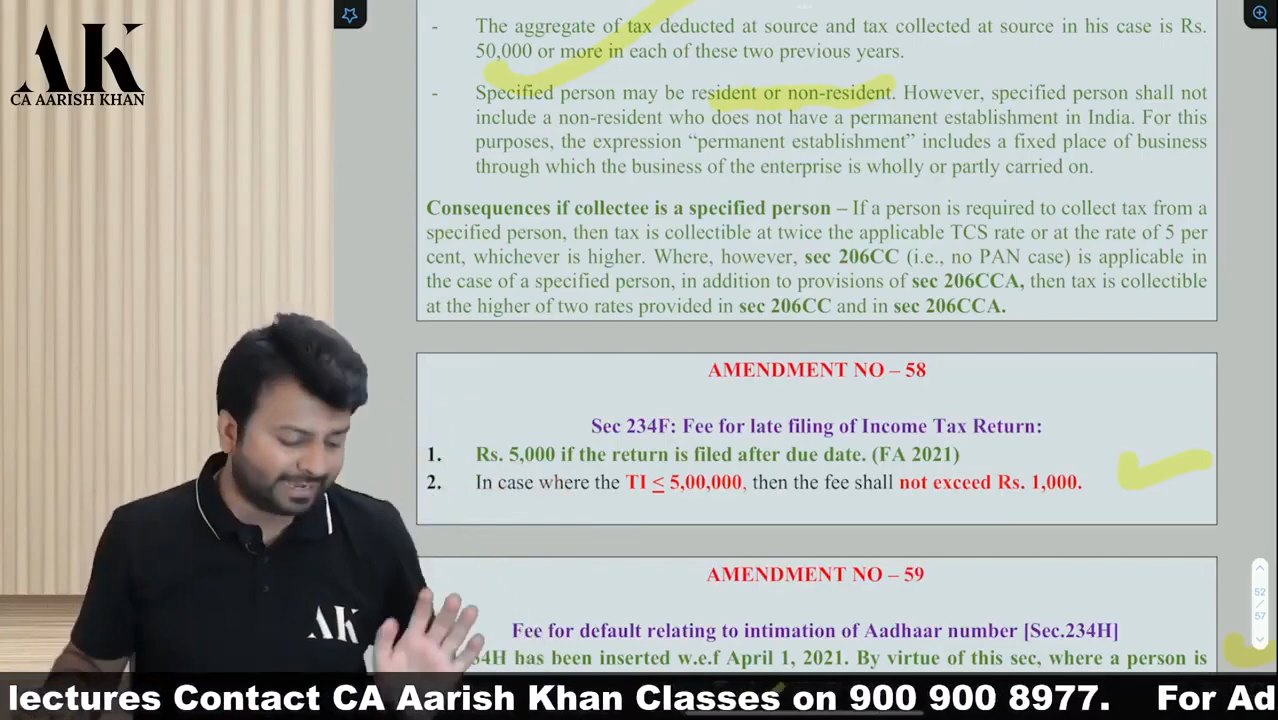 AK
CA AARISH KHAN
- The aggregate of tax deducted at source and tax collected at source in his case is Rs.
50,000 or more in each of these two previous years.
- Specified person may be resident or non-resident. However, specified person shall not
include a non-resident who does not have a permanent establishment in India. For this
purposes, the expression “permanent establishment” includes a fixed place of business
through which the business of the enterprise is wholly or partly carried on.
Consequences if collectee is a specified person – If a person is required to collect tax from a
specified person, then tax is collectible at twice the applicable TCS rate or at the rate of 5 per
cent, whichever is higher. Where, however, sec 206CC (i.e., no PAN case) is applicable in
the case of a specified person, in addition to provisions of sec 206CCA, then tax is collectible
at the higher of two rates provided in sec 206CC and in sec 206CCA.
AMENDMENT NO – 58
Sec 234F: Fee for late filing of Income Tax Return:
1. Rs. 5,000 if the return is filed after due date. (FA 2021)
2. In case where the TI ≤ 5,00,000, then the fee shall not exceed Rs. 1,000.
AMENDMENT NO – 59
Fee for default relating to intimation of Aadhaar number [Sec.234H]
34H has been inserted w.e.f April 1, 2021. By virtue of this sec, where a person is
52
/
57
AK
lectures Contact CA Aarish Khan Classes on 900 900 8977. For Ad